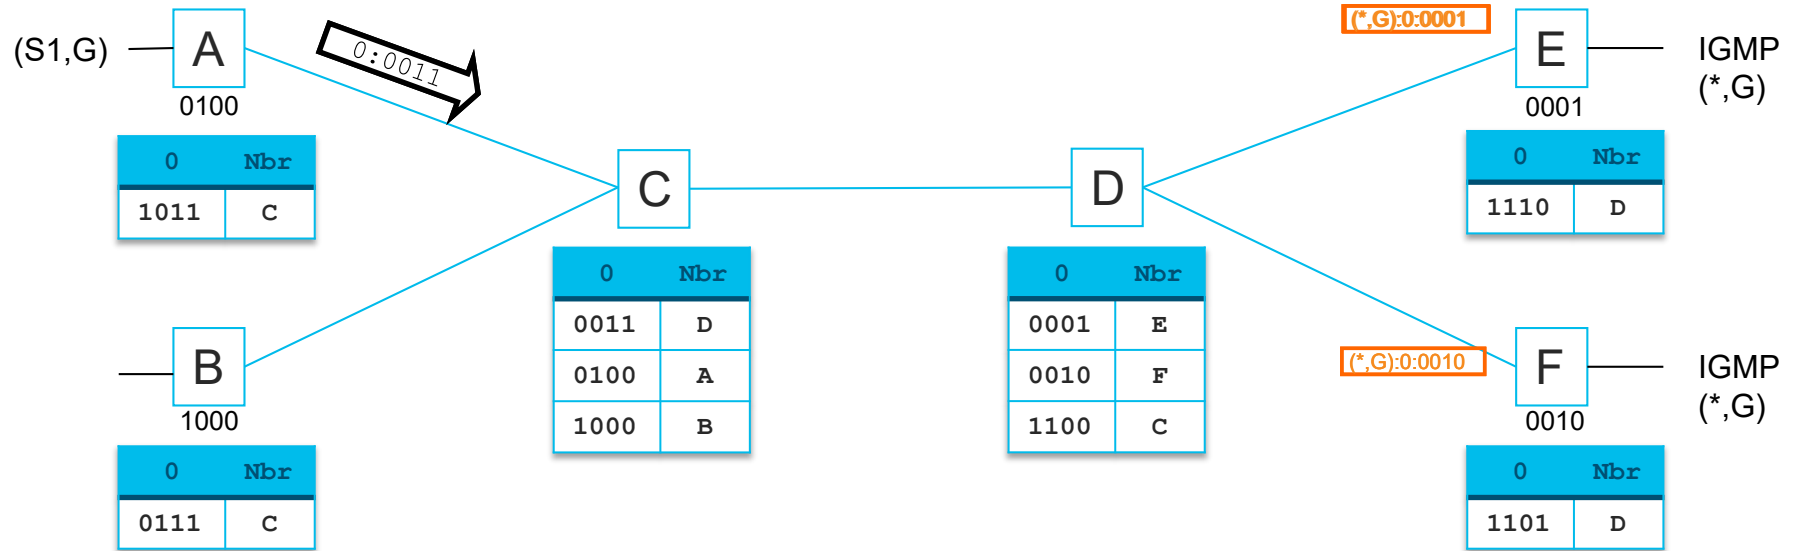 (S1,G)
A
0100
0:0011
0 Nbr
1011 C
B
1000
0 Nbr
0111 C
C
0 Nbr
0011 D
0100 A
1000 B
D
0 Nbr
0001 E
0010 F
1100 C
(*,G):0:0001
E
0001
IGMP
(*,G)
0 Nbr
1110 D
(*,G):0:0010
F
0010
IGMP
(*,G)
0 Nbr
1101 D